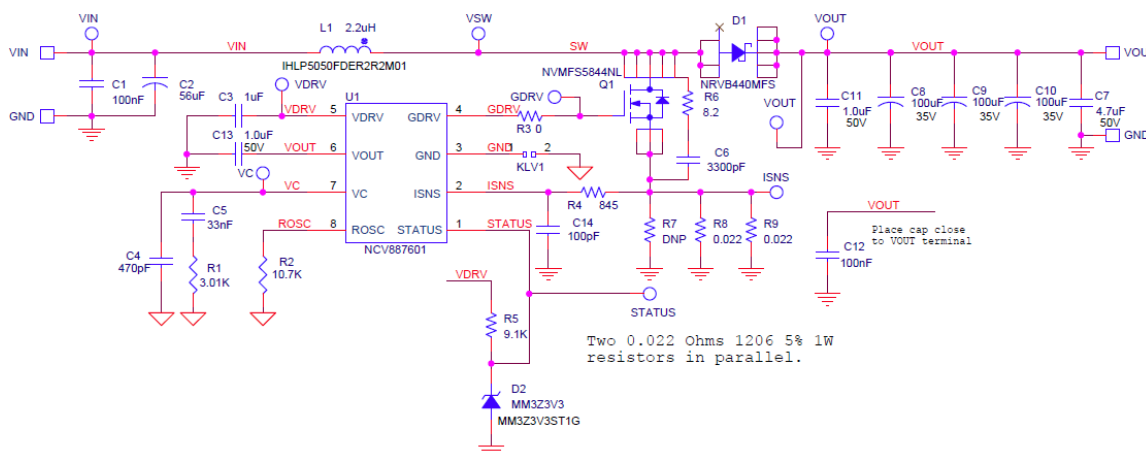 VIN
L1 2.2uH
VSW
D1
VOUT
VIN
VIN
SW
VOUT
VOU
IHLP5050FDER2R2M01
NVMFS5844NL
Q1
NRVB440MFS
C1
100nF
C2
56uF
VDRV
C3 1uF
VDRV
U1
GDRV
R6
8.2
VOUT
C11
1.0uF
50V
C8
100uF
35V
C9
100uF
35V
C10
100uF
35V
C7
4.7uF
50V
GND
GND
5 VDRV
GDRV 4
GDRV
R3 0
C13 1.0uF
50V
VOUT
6 VOUT
GND 3
GND
1 2
KLV1
C6
3300pF
VC
VC
7 VC
ISNS 2
ISNS
R4 845
ISNS
C5
33nF
C14
100pF
R7
DNP
R8
0.022
R9
0.022
VOUT
Place cap close
to VOUT terminal
C12
100nF
ROSC
8 ROSC
STATUS 1
STATUS
NCV887601
C4
470pF
R1
3.01K
R2
10.7K
VDRV
STATUS
R5
9.1K
Two 0.022 Ohms 1206 5% 1W
resistors in parallel.
D2
MM3Z3V3
MM3Z3V3ST1G